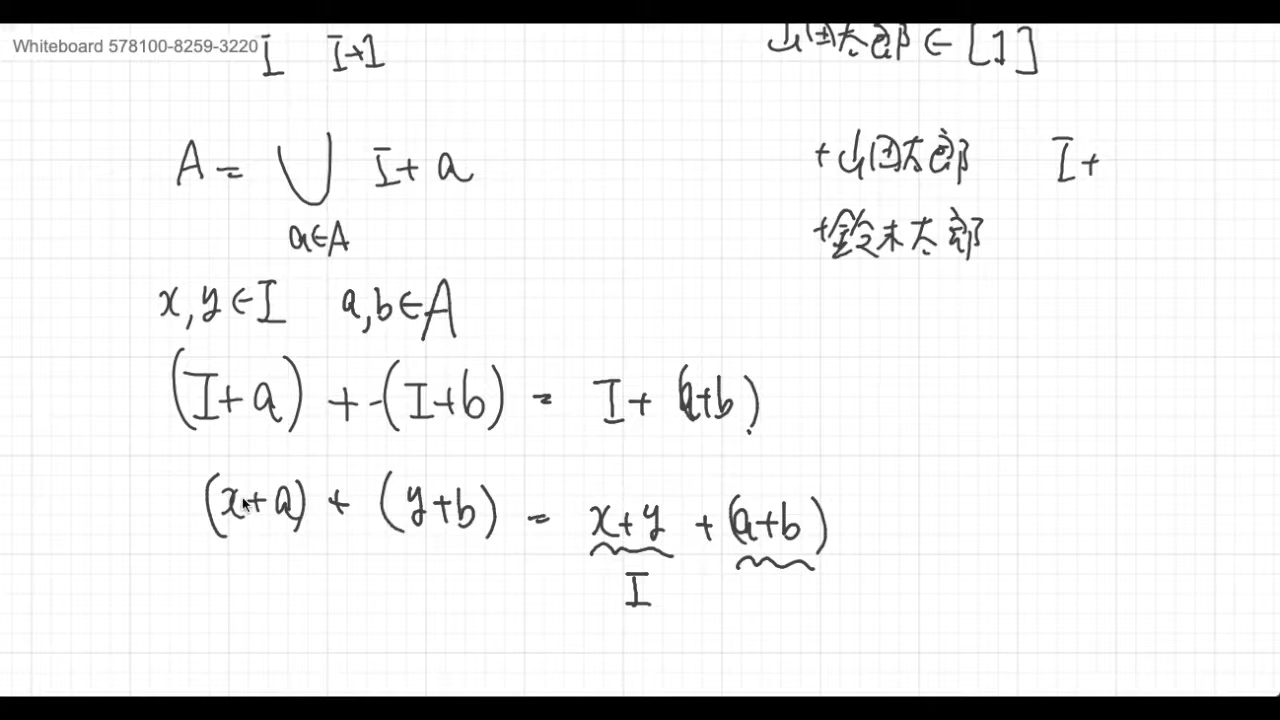 Whiteboard 578100-8259-3220
I I+1
山田太郎 ∈ [1]
A = ⋃ I + a
a∈A
+山田太郎 I+
+鈴木太郎
x, y ∈ I a, b ∈ A
(I+a) + (I+b) = I + (a+b)
(x+a) + (y+b) = x+y + (a+b)
I